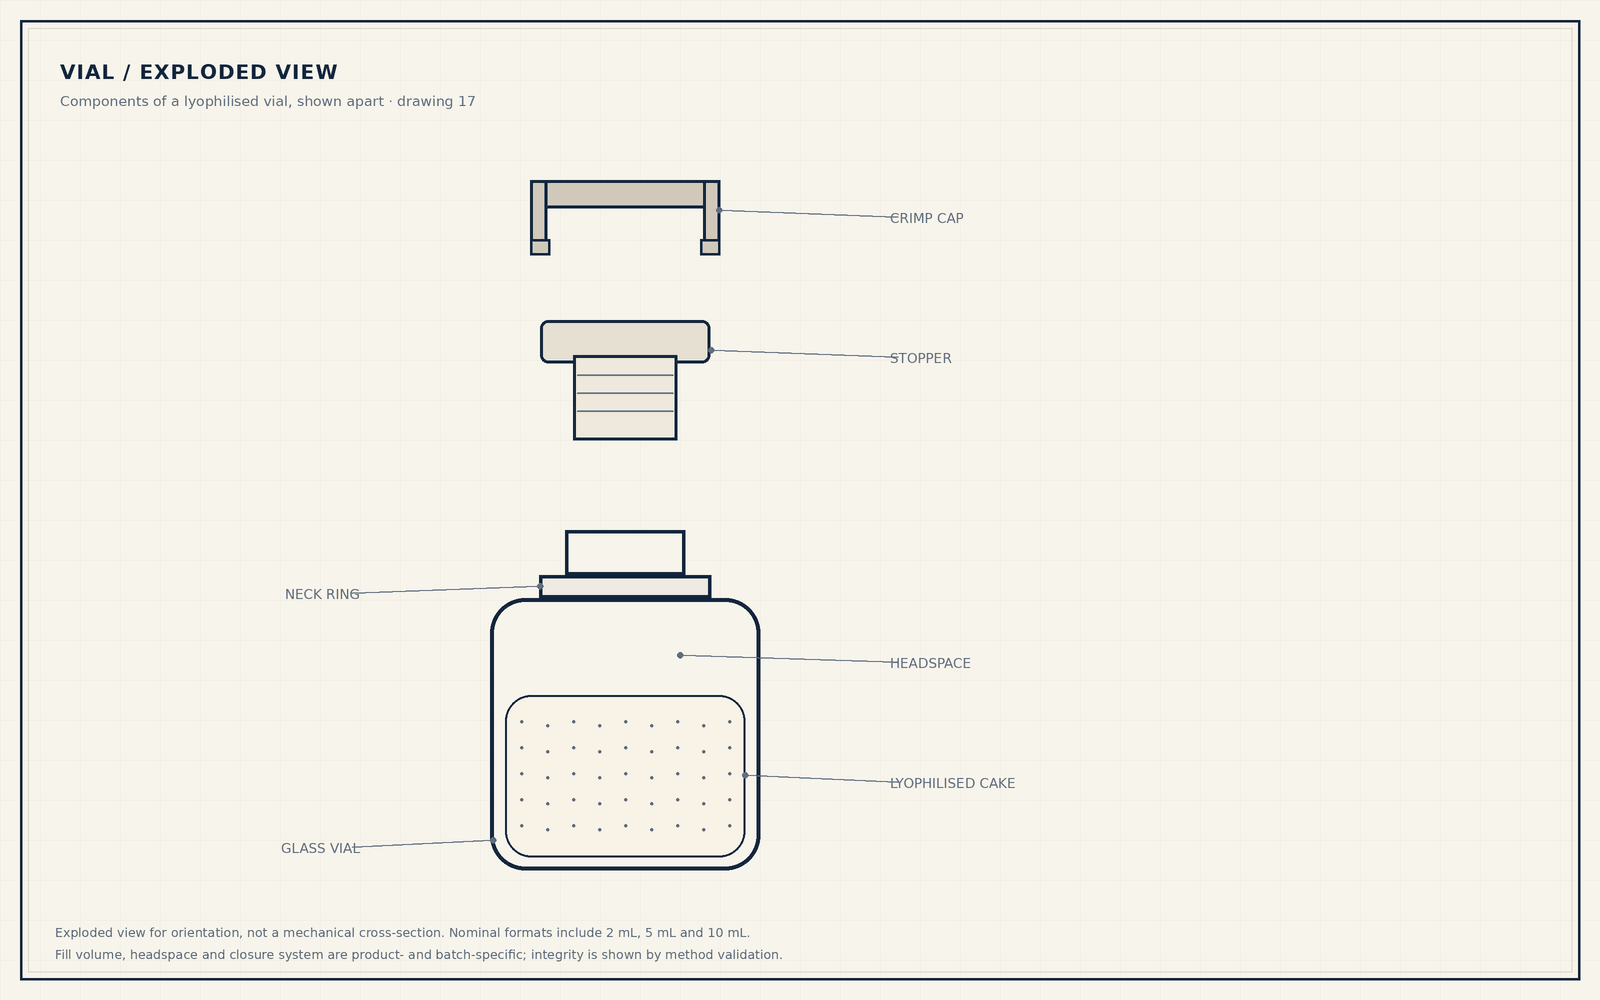 VIAL / EXPLODED VIEW
Components of a lyophilised vial, shown apart · drawing 17
CRIMP CAP
STOPPER
NECK RING
HEADSPACE
LYOPHILISED CAKE
GLASS VIAL
Exploded view for orientation, not a mechanical cross-section. Nominal formats include 2 mL, 5 mL and 10 mL.
Fill volume, headspace and closure system are product- and batch-specific; integrity is shown by method validation.